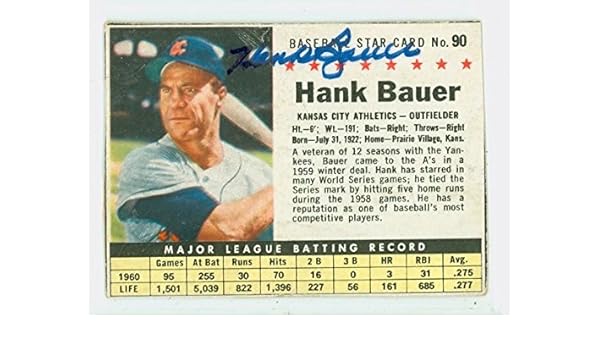 BASEBALL STAR CARD No. 90
Hank Bauer
Hank Bauer
KANSAS CITY ATHLETICS — OUTFIELDER
Ht.—6'; Wt.—191; Bats—Right; Throws—Right
Born—July 31, 1922; Home—Prairie Village, Kans.
A veteran of 12 seasons with the Yan-
kees, Bauer came to the A's in a
1959 winter deal. Hank has starred in
many World Series games; he tied the
Series mark by hitting five home runs
during the 1958 games. He has a
reputation as one of baseball's most
competitive players.
MAJOR LEAGUE BATTING RECORD
Games At Bat Runs Hits 2 B 3 B HR RBI Avg.
1960 95 255 30 70 16 0 3 31 .275
LIFE 1,501 5,039 822 1,396 227 56 161 685 .277